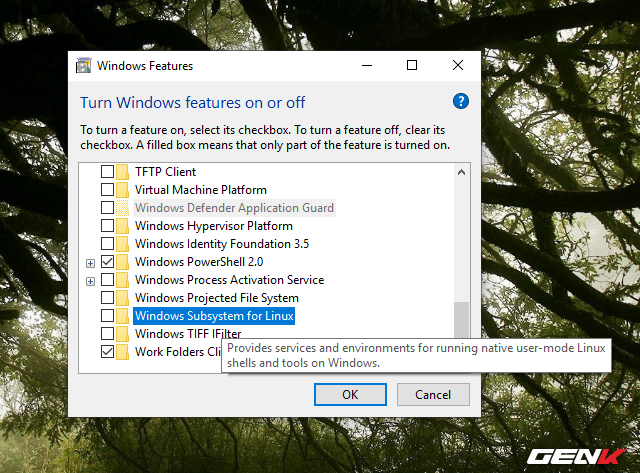 Windows Features
Turn Windows features on or off
To turn a feature on, select its checkbox. To turn a feature off, clear its
checkbox. A filled box means that only part of the feature is turned on.
TFTP Client
Virtual Machine Platform
Windows Defender Application Guard
Windows Hypervisor Platform
Windows Identity Foundation 3.5
Windows PowerShell 2.0
Windows Process Activation Service
Windows Projected File System
Windows Subsystem for Linux
Windows TIFF IFilter
Work Folders Cli
Provides services and environments for running native user-mode Linux
shells and tools on Windows.
OK
Cancel
GENK